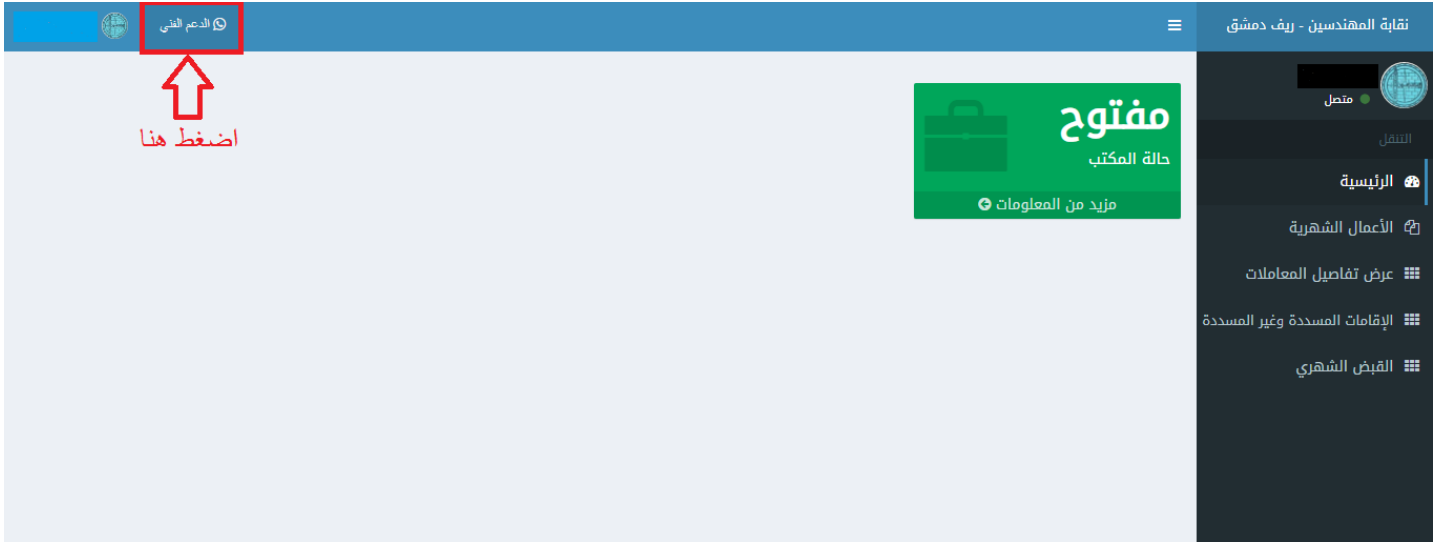 نقابة المهندسين - ريف دمشق
الدعم الفني
متصل
التنقل
الرئيسية
الأعمال الشهرية
عرض تفاصيل المعاملات
الإقامات المسددة وغير المسددة
القبض الشهري
مفتوح
حالة المكتب
مزيد من المعلومات
اضغط هنا